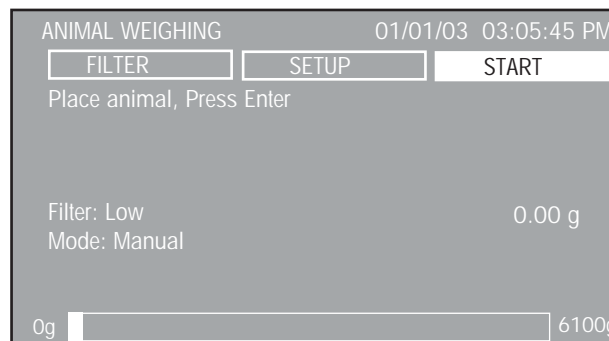 ANIMAL WEIGHING 01/01/03 03:05:45 PM
FILTER SETUP START
Place animal, Press Enter
Filter: Low 0.00 g
Mode: Manual
0g 6100g